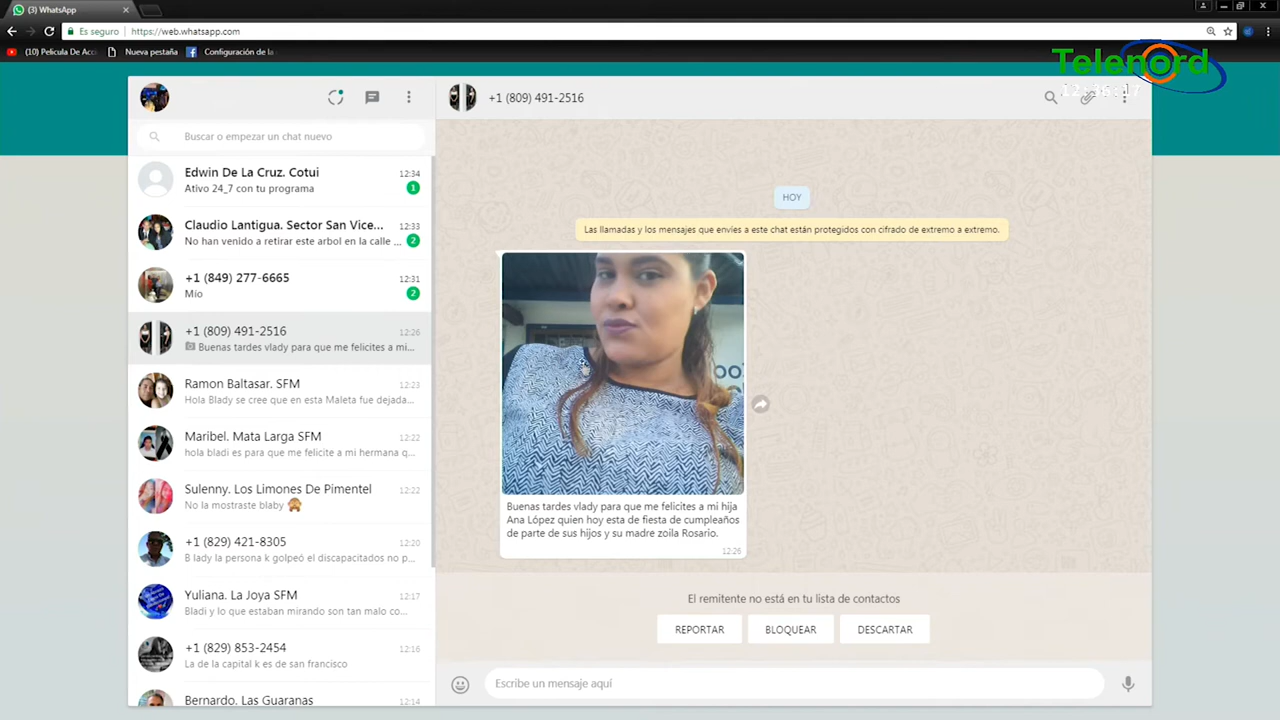 (3) WhatsApp
Es seguro
https://web.whatsapp.com
(10) Pelicula De Acc
Nueva pestaña
Configuración de la
Telenord
+1 (809) 491-2516
Buscar o empezar un chat nuevo
Edwin De La Cruz. Cotui
12:34
Ativo 24_7 con tu programa
1
Claudio Lantigua. Sector San Vice...
12:33
No han venido a retirar este arbol en la calle ...
2
+1 (849) 277-6665
12:31
Mio
2
+1 (809) 491-2516
12:26
Buenas tardes vlady para que me felicites a mi...
Ramon Baltasar. SFM
12:23
Hola Blady se cree que en esta Maleta fue dejada...
Maribel. Mata Larga SFM
12:22
hola bladi es para que me felicite a mi hermana q...
Sulenny. Los Limones De Pimentel
12:22
No la mostraste blaby
+1 (829) 421-8305
12:20
B lady la persona k golpeó el discapacitados no p...
Yuliana. La Joya SFM
12:17
Bladi y lo que estaban mirando son tan malo co...
+1 (829) 853-2454
12:16
La de la capital k es de san francisco
Bernardo. Las Guaranas
12:14
HOY
Las llamadas y los mensajes que envíes a este chat están protegidos con cifrado de extremo a extremo.
Buenas tardes vlady para que me felicites a mi hija
Ana López quien hoy esta de fiesta de cumpleaños
de parte de sus hijos y su madre zoila Rosario.
12:26
El remitente no está en tu lista de contactos
REPORTAR
BLOQUEAR
DESCARTAR
Escribe un mensaje aquí